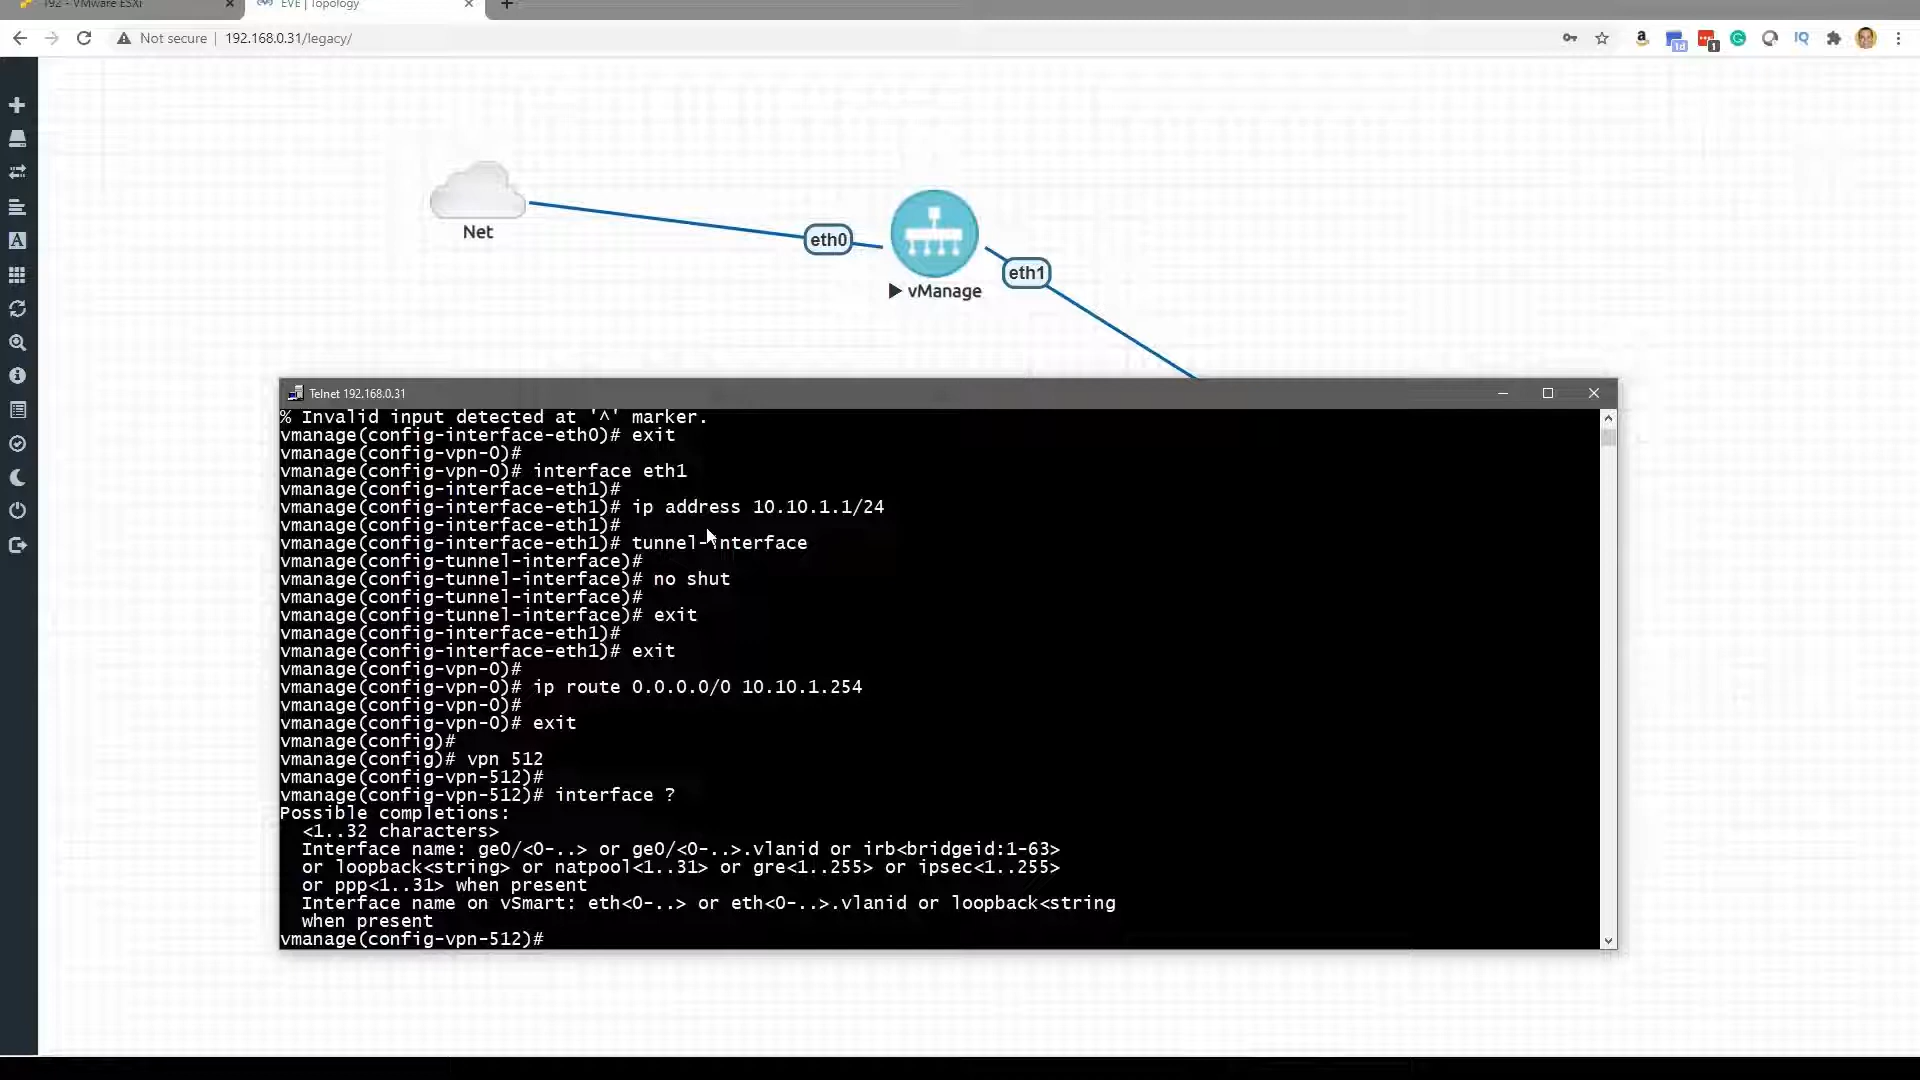 192 - VMware ESXi
EVE | Topology
Not secure | 192.168.0.31/legacy/
1d
1
IQ
Net
eth0
vManage
eth1
Telnet 192.168.0.31
% Invalid input detected at '^' marker.
vmanage(config-interface-eth0)# exit
vmanage(config-vpn-0)#
vmanage(config-vpn-0)# interface eth1
vmanage(config-interface-eth1)#
vmanage(config-interface-eth1)# ip address 10.10.1.1/24
vmanage(config-interface-eth1)#
vmanage(config-interface-eth1)# tunnel-interface
vmanage(config-tunnel-interface)#
vmanage(config-tunnel-interface)# no shut
vmanage(config-tunnel-interface)#
vmanage(config-tunnel-interface)# exit
vmanage(config-interface-eth1)#
vmanage(config-interface-eth1)# exit
vmanage(config-vpn-0)#
vmanage(config-vpn-0)# ip route 0.0.0.0/0 10.10.1.254
vmanage(config-vpn-0)#
vmanage(config-vpn-0)# exit
vmanage(config)#
vmanage(config)# vpn 512
vmanage(config-vpn-512)#
vmanage(config-vpn-512)# interface ?
Possible completions:
<1..32 characters>
Interface name: ge0/<0-..> or ge0/<0-..>.vlanid or irb<bridgeid:1-63>
or loopback<string> or natpool<1..31> or gre<1..255> or ipsec<1..255>
or ppp<1..31> when present
Interface name on vSmart: eth<0-..> or eth<0-..>.vlanid or loopback<string
when present
vmanage(config-vpn-512)#